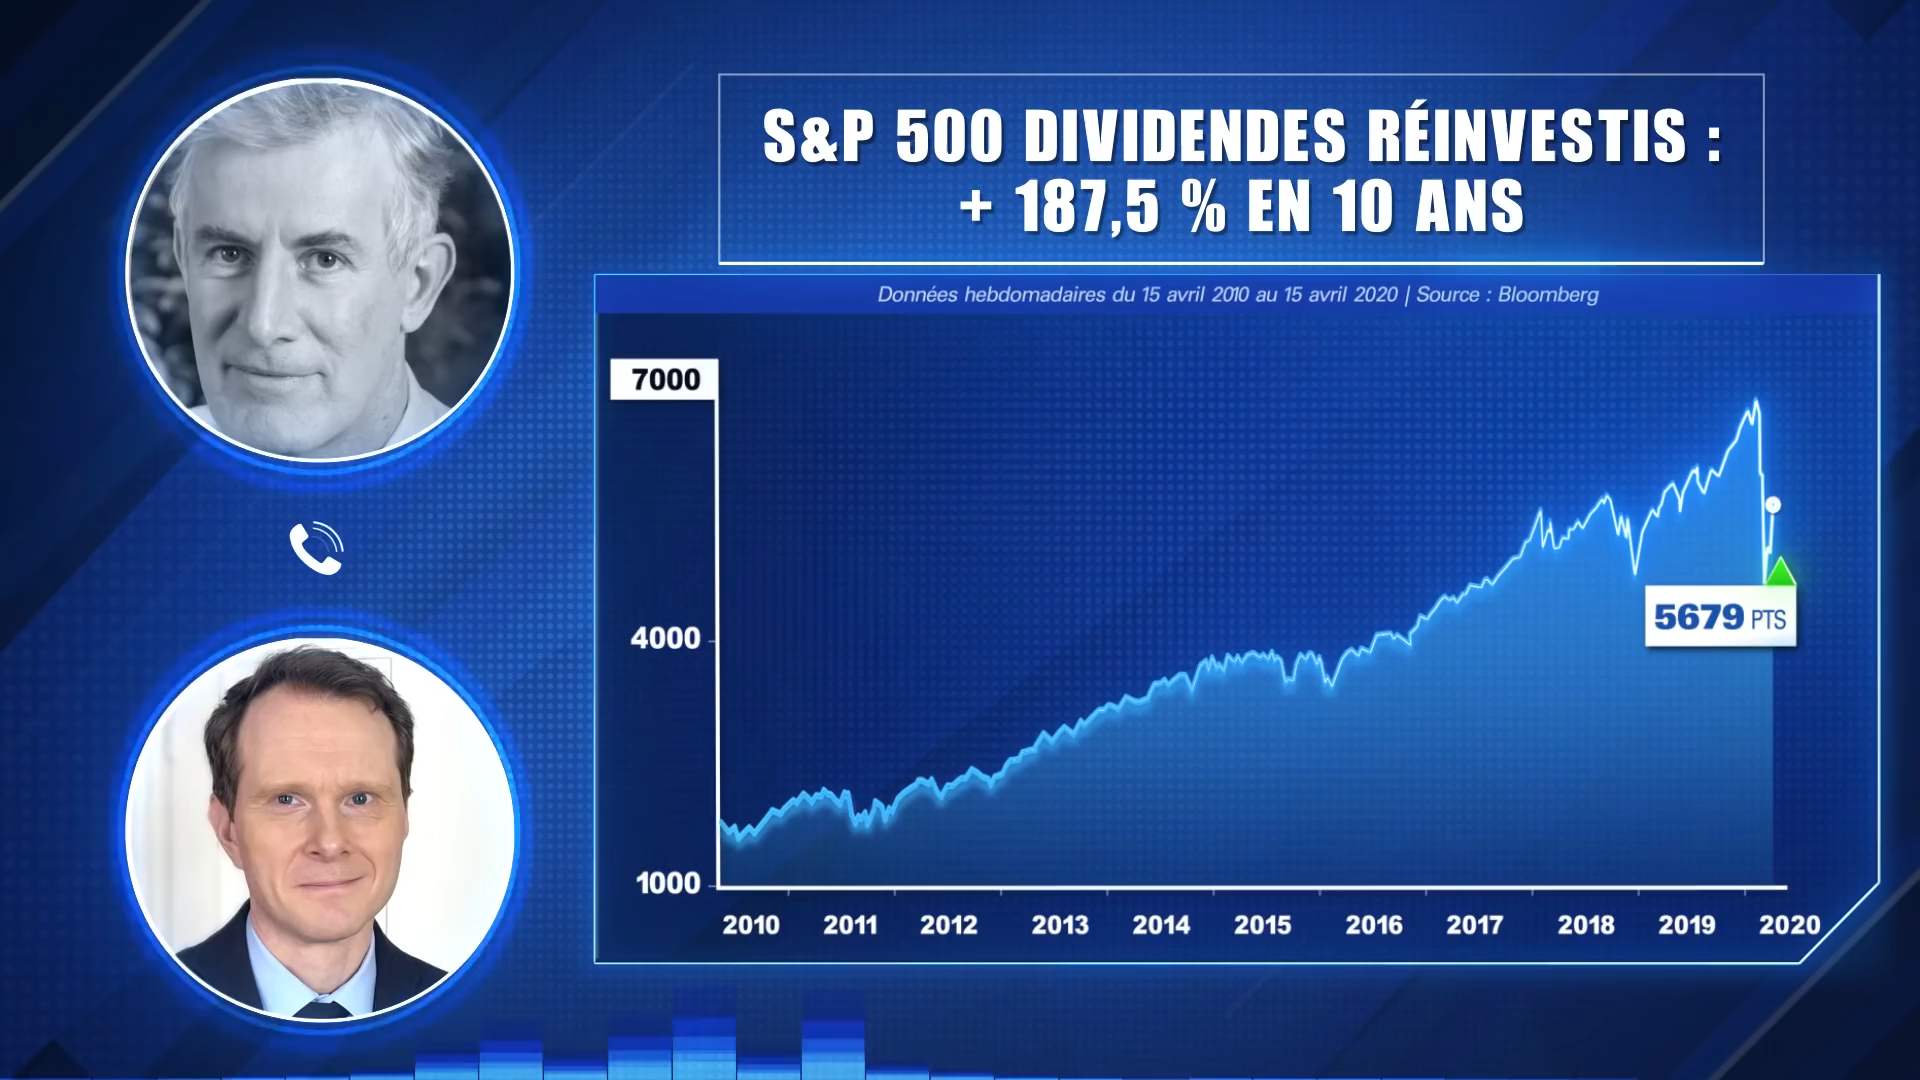 S&P 500 DIVIDENDES RÉINVESTIS :
+ 187,5 % EN 10 ANS
Données hebdomadaires du 15 avril 2010 au 15 avril 2020 | Source : Bloomberg
7000
4000
1000
5679 PTS
2010 2011 2012 2013 2014 2015 2016 2017 2018 2019 2020